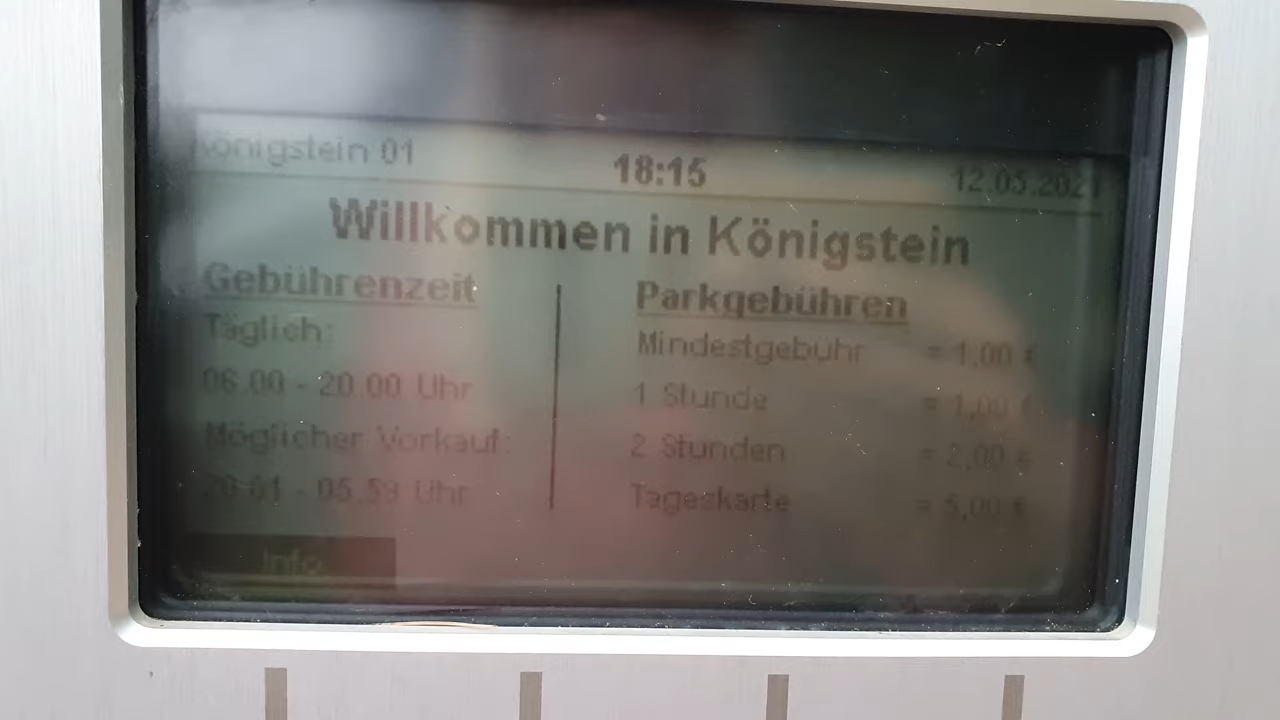 Königstein 01 18:15 12.05.2021
Willkommen in Königstein
Gebührenzeit
Täglich:
06.00 - 20.00 Uhr
Möglicher Vorkauf:
20.01 - 05.59 Uhr
Parkgebühren
Mindestgebühr = 1,00 €
1 Stunde = 1,00 €
2 Stunden = 2,00 €
Tageskarte = 5,00 €
Info